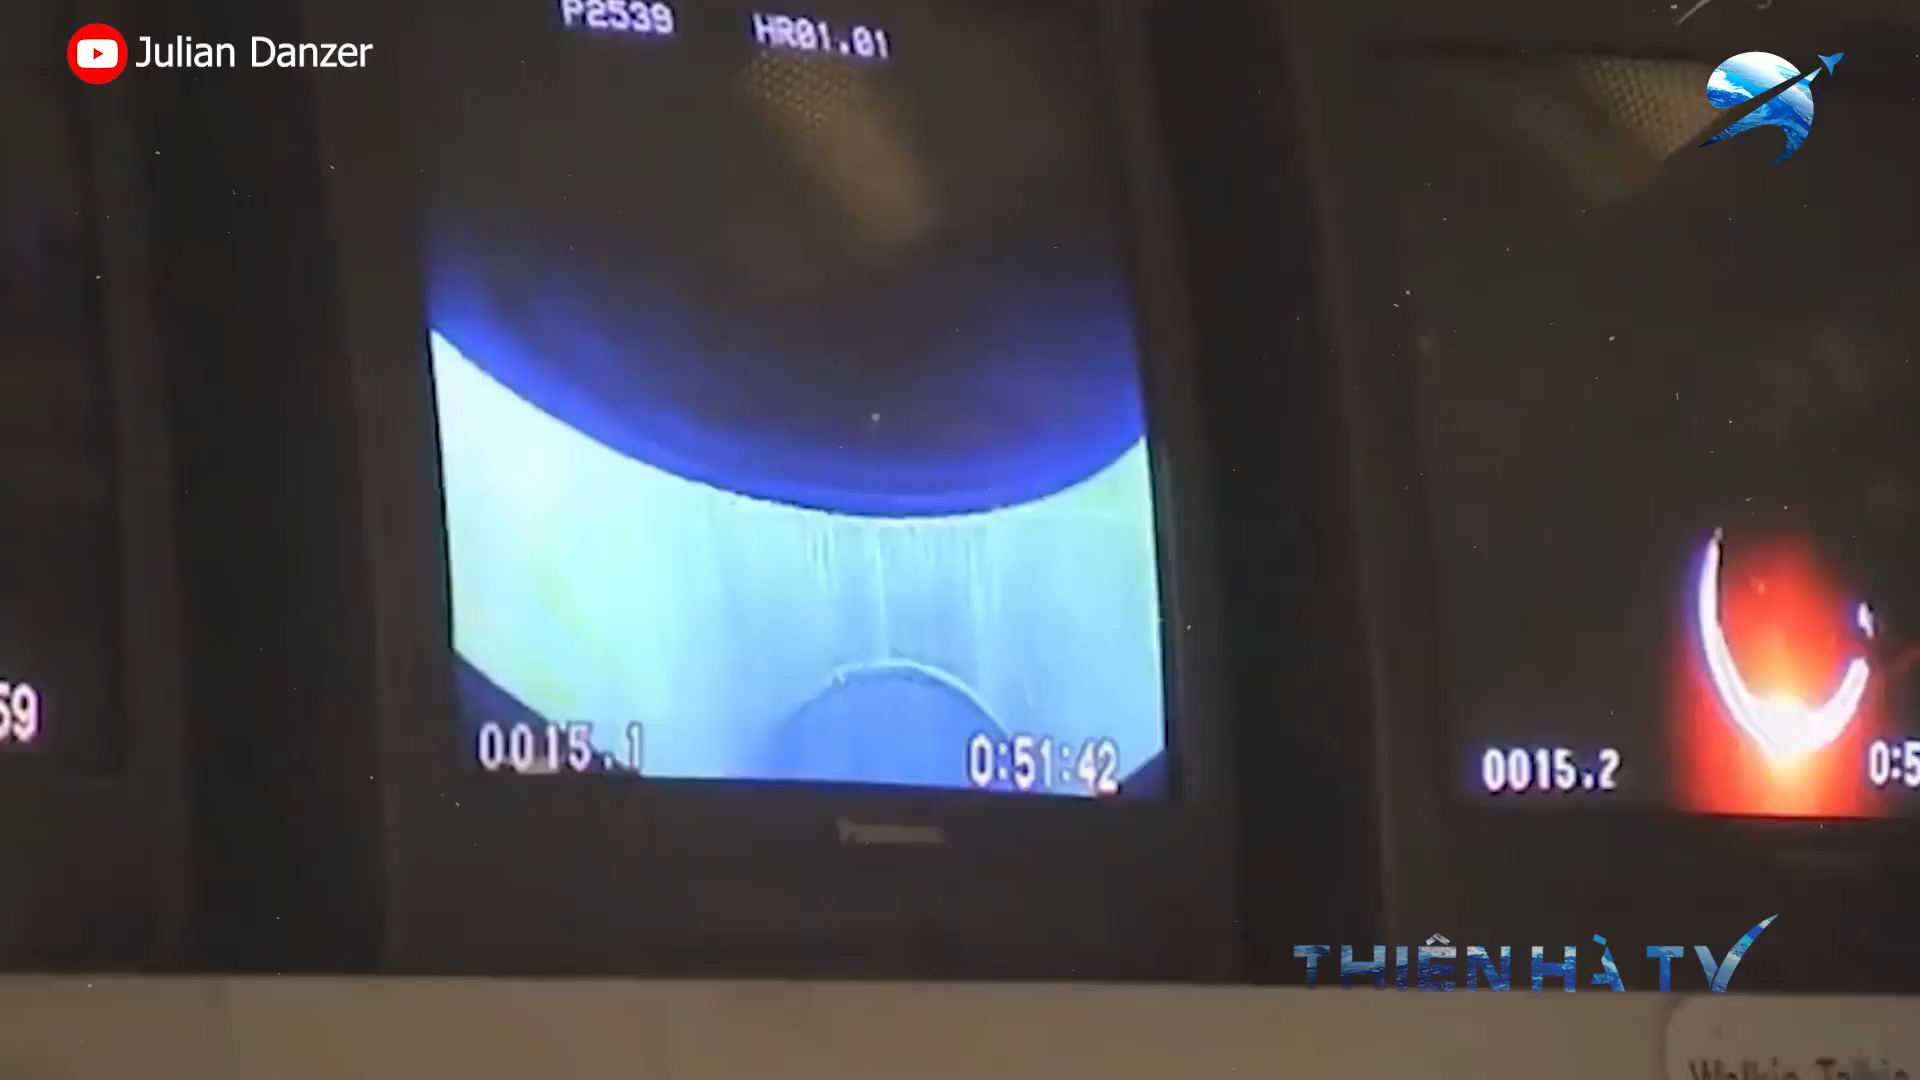 Julian Danzer
P2539 HR01.01
59
0015.1 0:51:42
0015.2 0:5
THIÊN HÀ TV